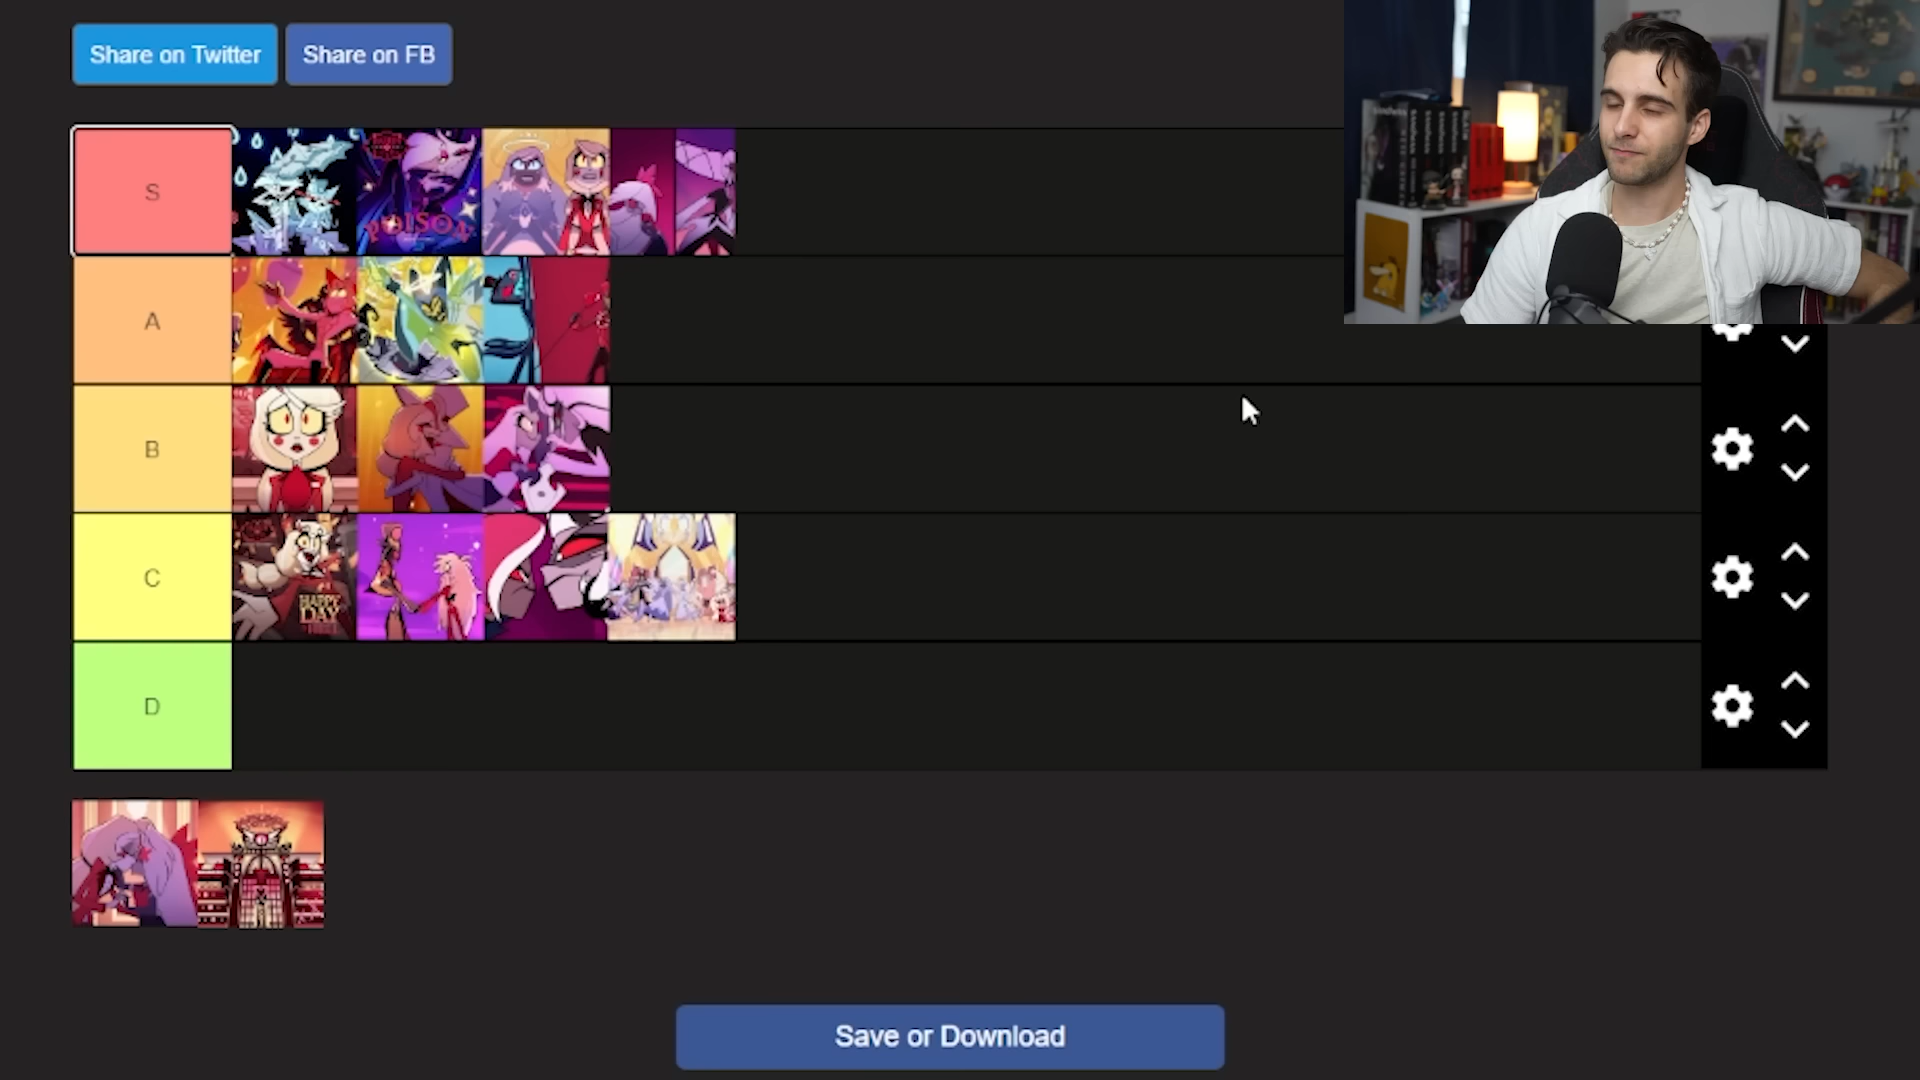 Share on Twitter
Share on FB
S
POISON
A
B
C
HAPPY
DAY
D
Save or Download